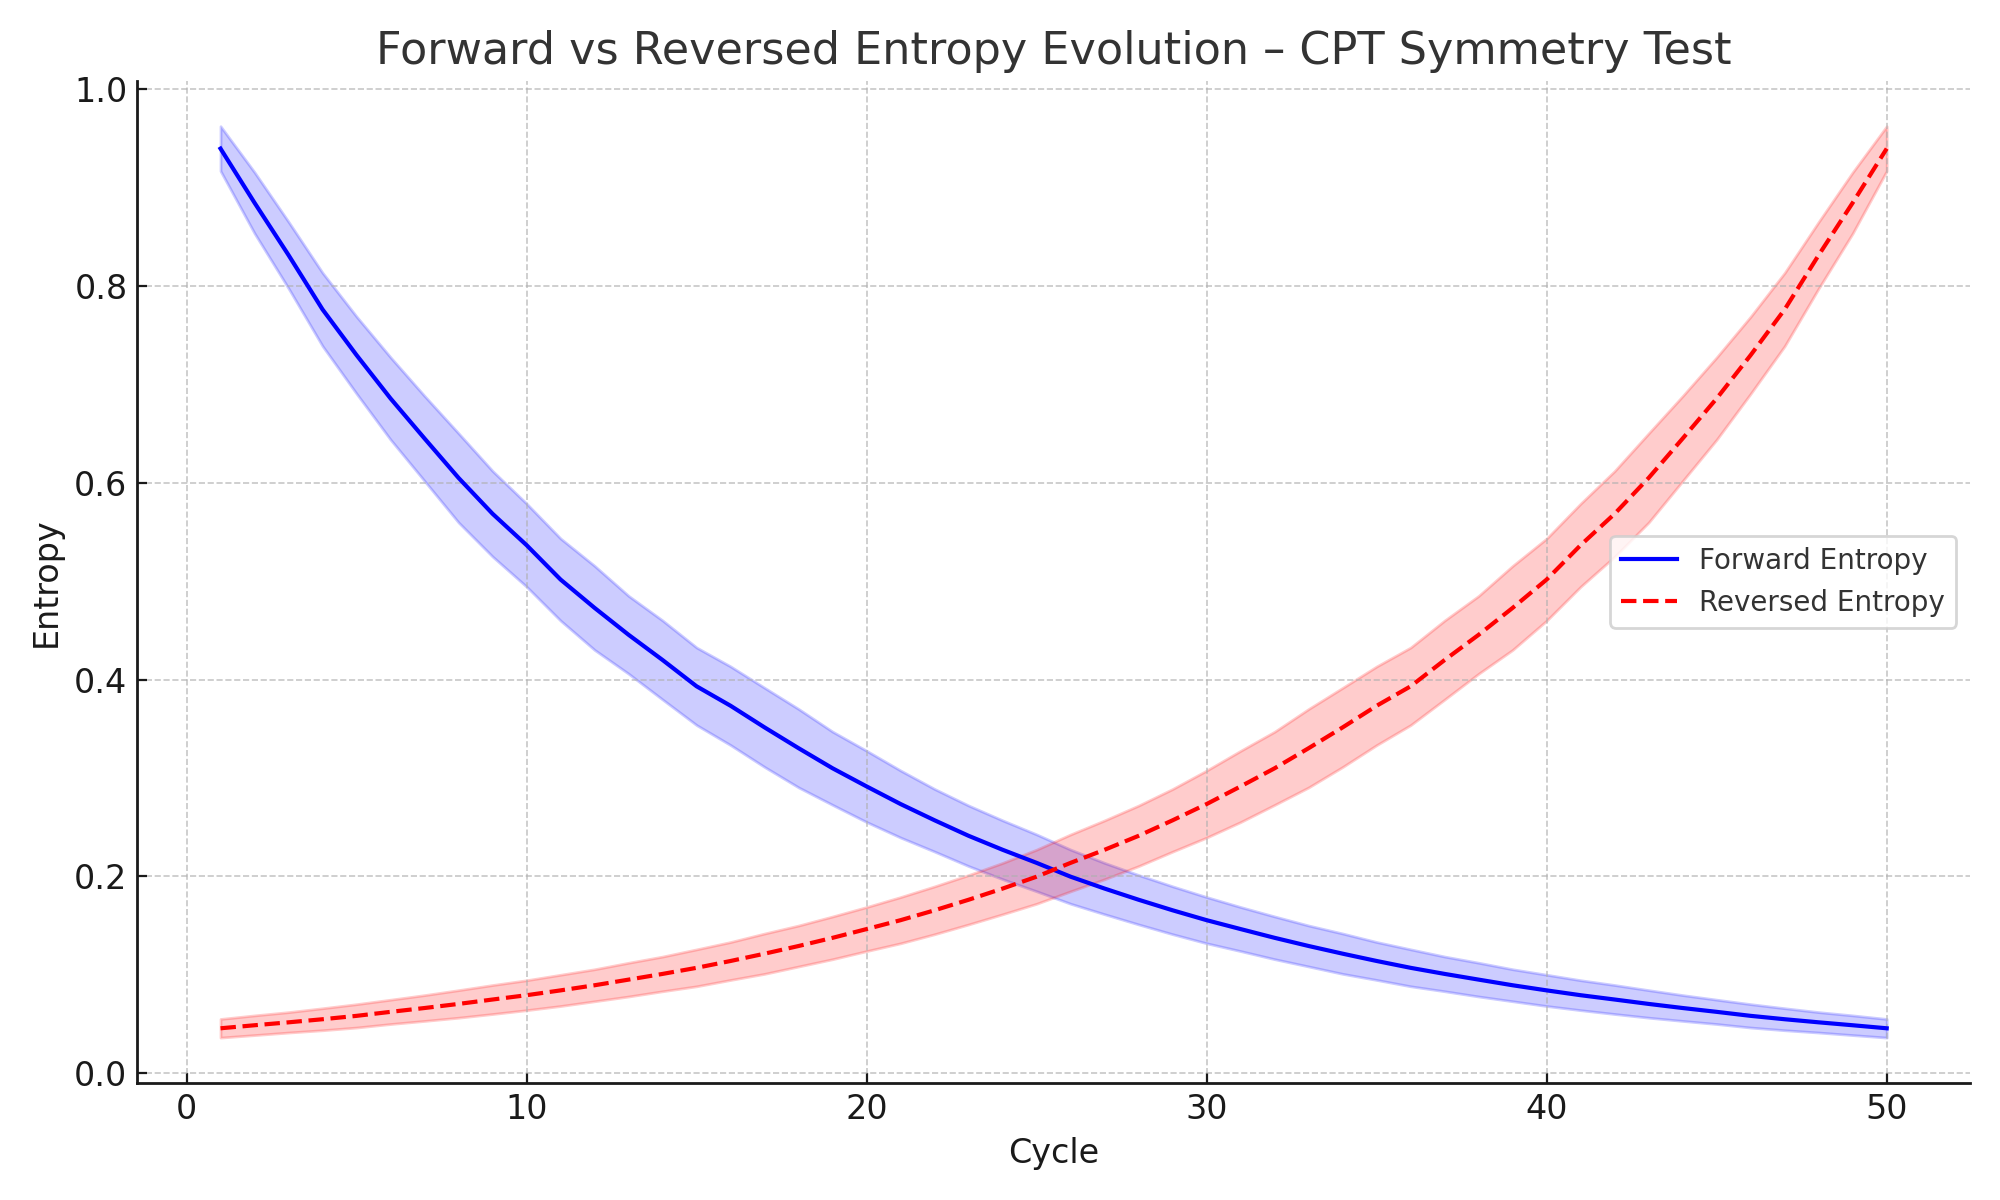 Forward vs Reversed Entropy Evolution – CPT Symmetry Test
Entropy
1.0
0.8
0.6
0.4
0.2
0.0
Forward Entropy
Reversed Entropy
0 10 20 30 40 50
Cycle